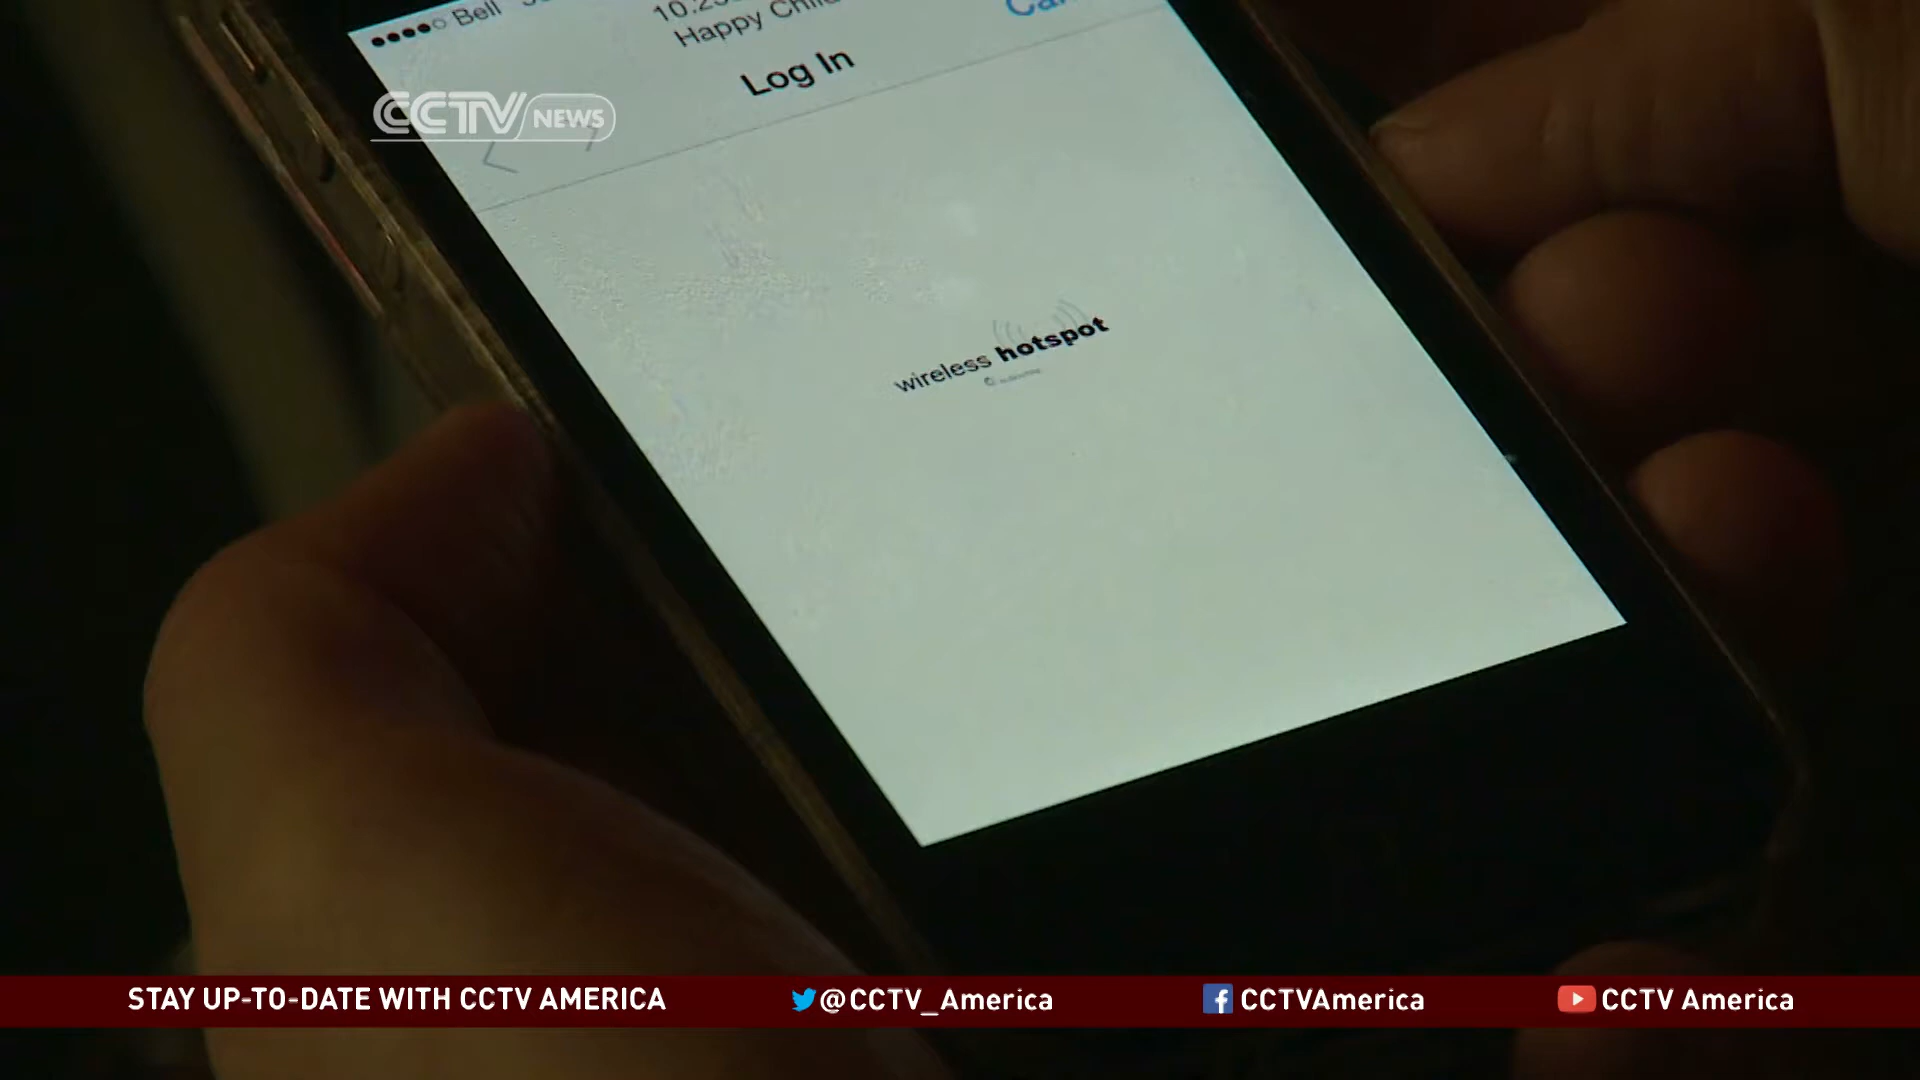 Bell
Happy
Log In
CCTV NEWS
wireless hotspot
STAY UP-TO-DATE WITH CCTV AMERICA
@CCTV_America
CCTVAmerica
CCTV America